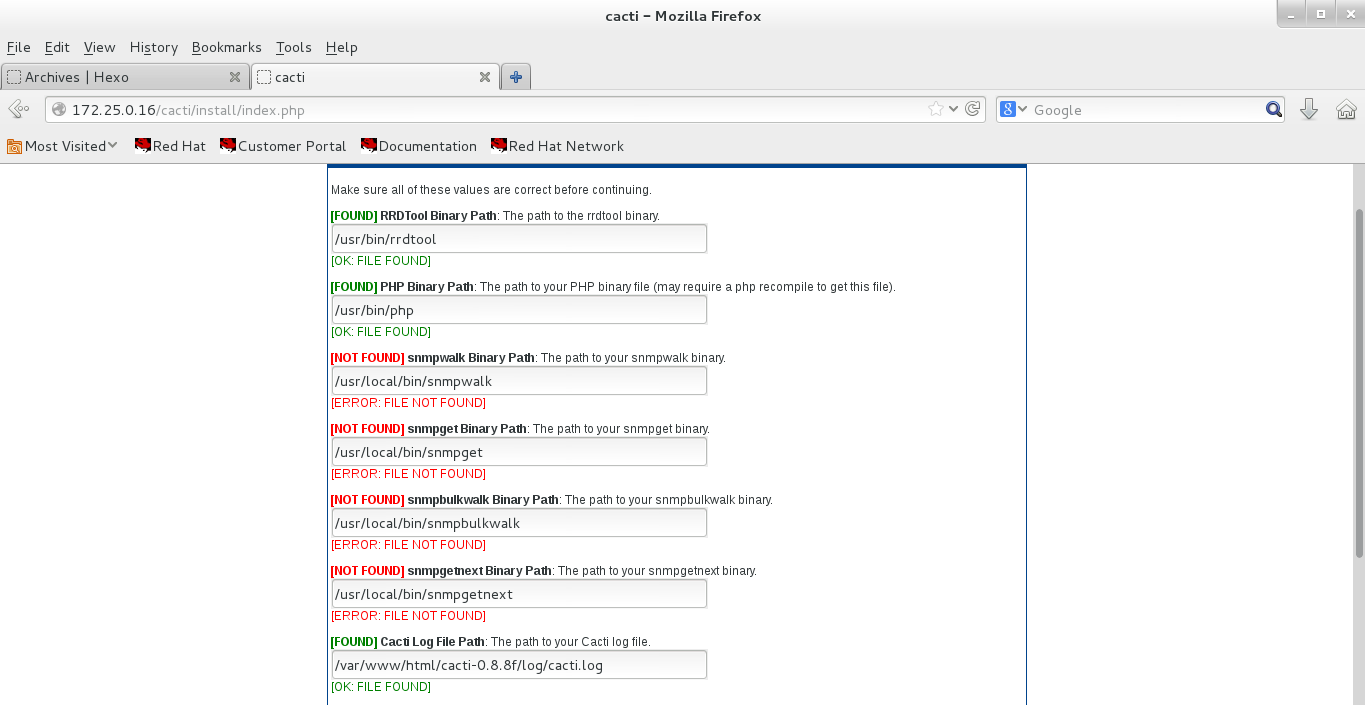 cacti - Mozilla Firefox
File Edit View History Bookmarks Tools Help
Archives | Hexo
cacti
172.25.0.16/cacti/install/index.php
Google
Most Visited
Red Hat
Customer Portal
Documentation
Red Hat Network
Make sure all of these values are correct before continuing.
[FOUND] RRDTool Binary Path: The path to the rrdtool binary.
/usr/bin/rrdtool
[OK: FILE FOUND]
[FOUND] PHP Binary Path: The path to your PHP binary file (may require a php recompile to get this file).
/usr/bin/php
[OK: FILE FOUND]
[NOT FOUND] snmpwalk Binary Path: The path to your snmpwalk binary.
/usr/local/bin/snmpwalk
[ERROR: FILE NOT FOUND]
[NOT FOUND] snmpget Binary Path: The path to your snmpget binary.
/usr/local/bin/snmpget
[ERROR: FILE NOT FOUND]
[NOT FOUND] snmpbulkwalk Binary Path: The path to your snmpbulkwalk binary.
/usr/local/bin/snmpbulkwalk
[ERROR: FILE NOT FOUND]
[NOT FOUND] snmpgetnext Binary Path: The path to your snmpgetnext binary.
/usr/local/bin/snmpgetnext
[ERROR: FILE NOT FOUND]
[FOUND] Cacti Log File Path: The path to your Cacti log file.
/var/www/html/cacti-0.8.8f/log/cacti.log
[OK: FILE FOUND]